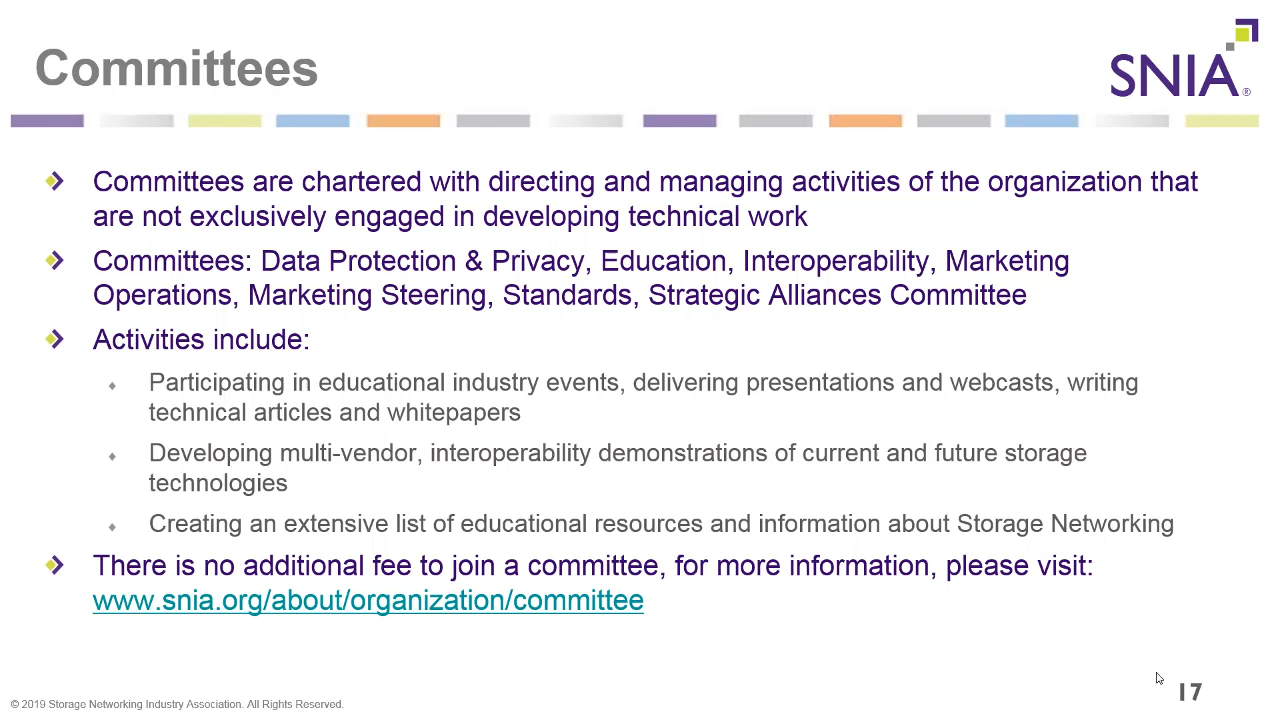 Committees
SNIA®
Committees are chartered with directing and managing activities of the organization that
are not exclusively engaged in developing technical work
Committees: Data Protection & Privacy, Education, Interoperability, Marketing
Operations, Marketing Steering, Standards, Strategic Alliances Committee
Activities include:
Participating in educational industry events, delivering presentations and webcasts, writing
technical articles and whitepapers
Developing multi-vendor, interoperability demonstrations of current and future storage
technologies
Creating an extensive list of educational resources and information about Storage Networking
There is no additional fee to join a committee, for more information, please visit:
www.snia.org/about/organization/committee
© 2019 Storage Networking Industry Association. All Rights Reserved.
17